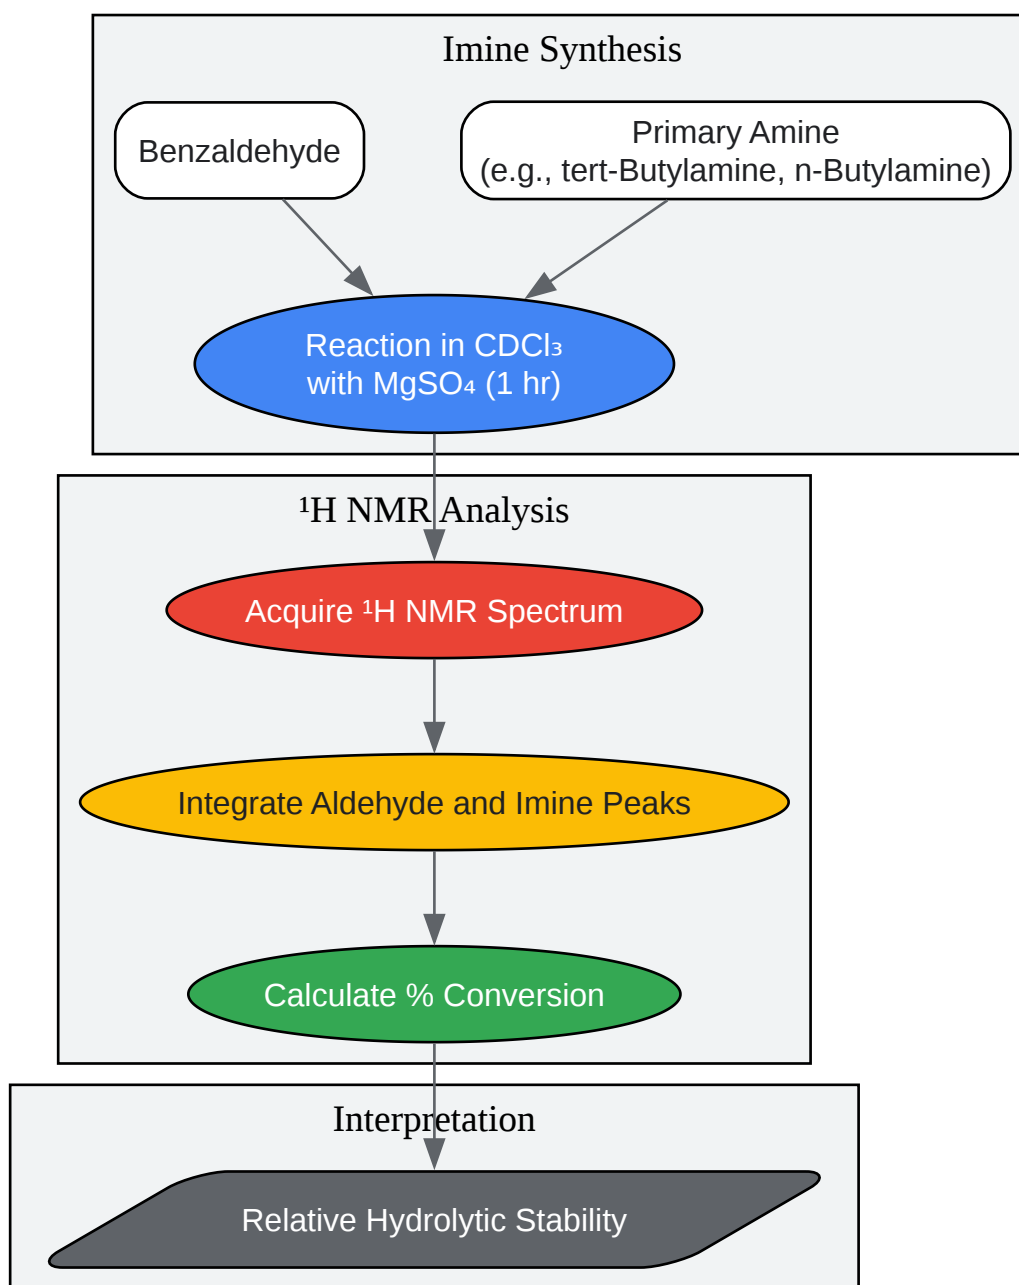 Imine Synthesis
Benzaldehyde
Primary Amine
(e.g., tert-Butylamine, n-Butylamine)
Reaction in CDCl₃
with MgSO₄ (1 hr)
¹H NMR Analysis
Acquire ¹H NMR Spectrum
Integrate Aldehyde and Imine Peaks
Calculate % Conversion
Interpretation
Relative Hydrolytic Stability